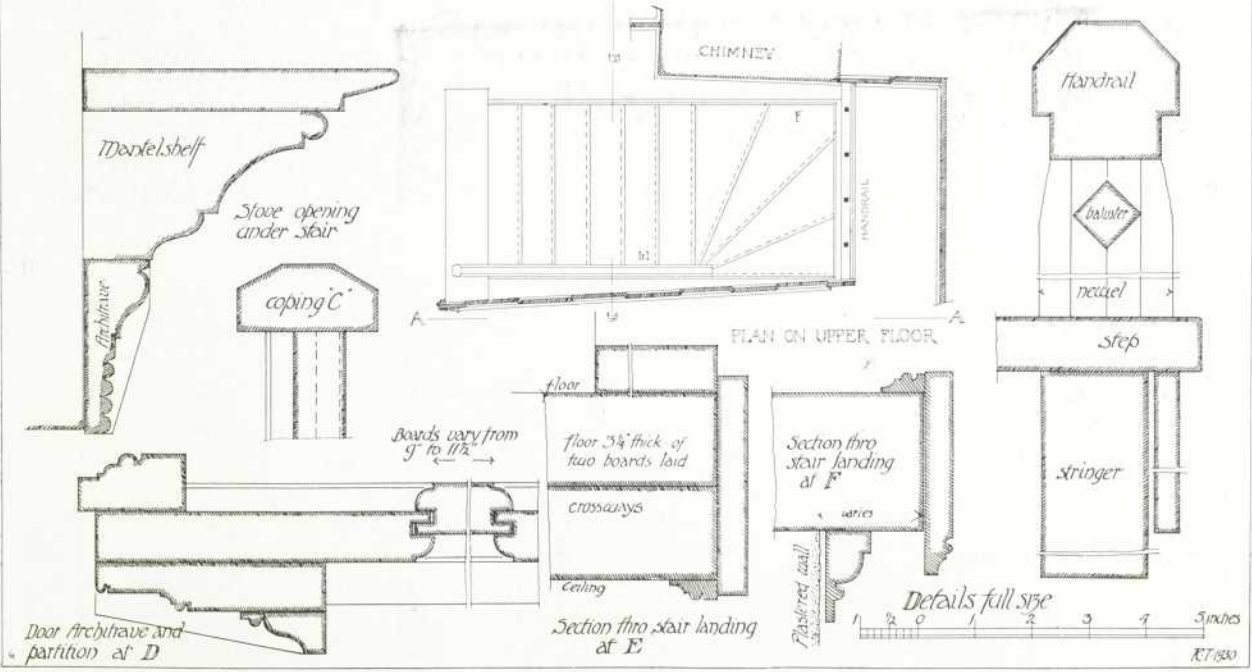 Mantelshelf
Stove opening
under stair
Architrave
coping "C"
CHIMNEY
F
E
HANDRAIL
A
A
PLAN ON UPPER FLOOR
Handrail
baluster
newel
step
stringer
floor
floor 3¼" thick of
two boards laid
crossways
ceiling
Section thro stair landing
at E
Boards vary from
9" to 11½"
Section thro
stair landing
at F
varies
Plastered wall
Door Architrave and
partition at D
Details full size
1 ½ 0 1 2 3 4 5 inches